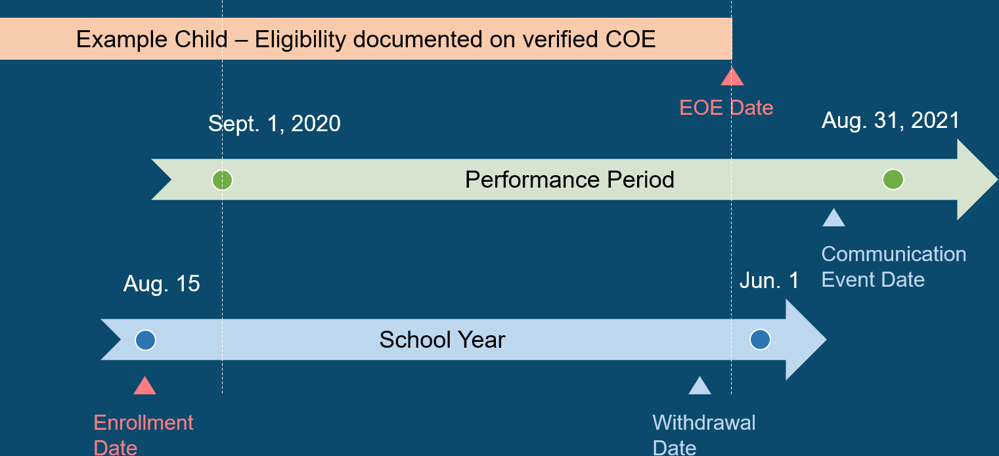 Example Child – Eligibility documented on verified COE
EOE Date
Sept. 1, 2020
Aug. 31, 2021
Performance Period
Communication
Event Date
Aug. 15
Jun. 1
School Year
Enrollment
Date
Withdrawal
Date